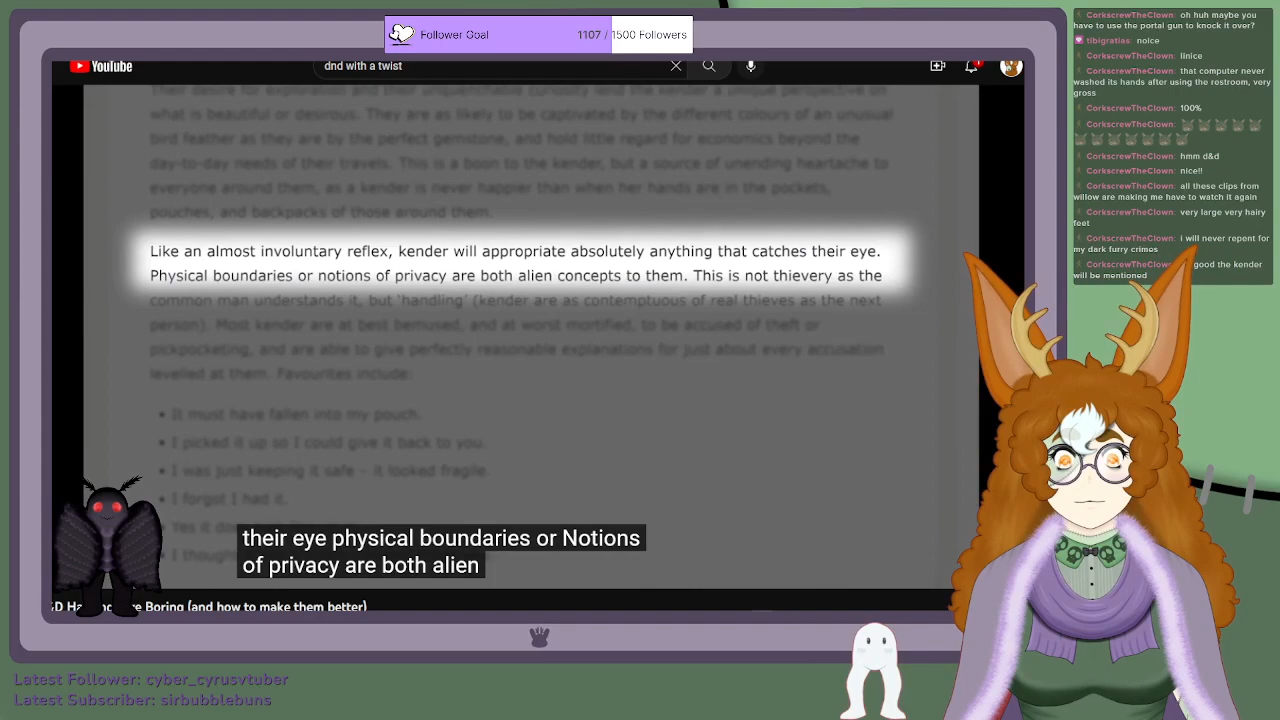 Follower Goal
1107 / 1500 Followers
YouTube
dnd with a twist
Their desire for exploration
curiosity lend the kender a unique perspective on
what is beautiful or desirous. They are as likely to be captivated by the different colours of an unusual
bird feather as they are by the perfect gemstone, and hold little regard for economics beyond the
day-to-day needs of their travels. This is a boon to the kender, but a source of unending heartache to
everyone around them, as a kender is never happier than when her hands are in the pockets,
pouches, and backpacks of those around them.
Like an almost involuntary reflex, kender will appropriate absolutely anything that catches their eye.
Physical boundaries or notions of privacy are both alien concepts to them. This is not thievery as the
common man understands it, but 'handling' (kender are as contemptuous of real thieves as the next
person). Most kender are at best bemused, and at worst mortified, to be accused of theft or
pickpocketing, and are able to give perfectly reasonable explanations for just about every accusation
levelled at them. Favourites include:
• It must have fallen into my pouch.
• I picked it up so I could give it back to you.
• I was just keeping it safe - it looked fragile.
• I forgot I had it.
• Yes it do
• I though
their eye physical boundaries or Notions
of privacy are both alien
Boring (and how to make them better)
Latest Follower: cyber_cyrusvtuber
Latest Subscriber: sirbubblebuns
CorkscrewTheClown: oh huh maybe you
have to use the portal gun to knock it over?
tibigratias: noice
CorkscrewTheClown: linice
CorkscrewTheClown: that computer never
washed its hands after using the restroom, very
gross
CorkscrewTheClown: 100%
CorkscrewTheClown:
CorkscrewTheClown: hmm d&d
CorkscrewTheClown: nice!!
CorkscrewTheClown: all these clips from
willow are making me have to watch it again
CorkscrewTheClown: very large very hairy
feet
CorkscrewTheClown: i will never repent for
my dark furry crimes
CorkscrewTheClown: good the kender
will be mentioned